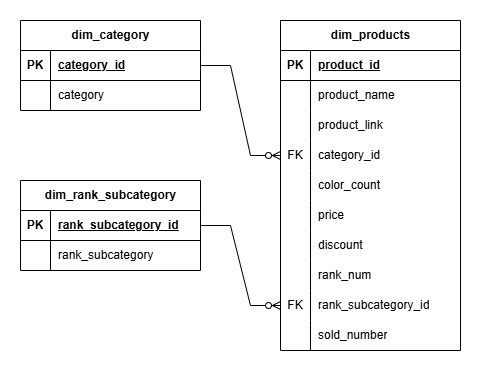 dim_category
PK category_id
category
dim_rank_subcategory
PK rank_subcategory_id
rank_subcategory
dim_products
PK product_id
product_name
product_link
FK category_id
color_count
price
discount
rank_num
FK rank_subcategory_id
sold_number